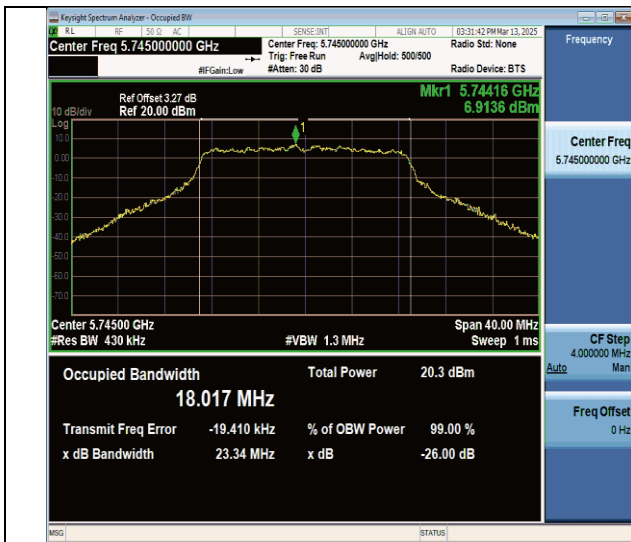 Keysight Spectrum Analyzer - Occupied BW
RL RF 50 Ω AC SENSE:INT ALIGN AUTO 03:31:42 PM Mar 13, 2025
Center Freq 5.745000000 GHz
Center Freq: 5.745000000 GHz
Radio Std: None
Trig: Free Run
Avg|Hold: 500/500
#IFGain:Low
#Atten: 30 dB
Radio Device: BTS
Frequency
Mkr1 5.74416 GHz
6.9136 dBm
Ref Offset 3.27 dB
10 dB/div Ref 20.00 dBm
Log
10.0
0.00
-10.0
-20.0
-30.0
-40.0
-50.0
-60.0
-70.0
1
Center 5.74500 GHz
Span 40.00 MHz
#Res BW 430 kHz
#VBW 1.3 MHz
Sweep 1 ms
Occupied Bandwidth
Total Power 20.3 dBm
18.017 MHz
Transmit Freq Error -19.410 kHz % of OBW Power 99.00 %
x dB Bandwidth 23.34 MHz x dB -26.00 dB
Center Freq
5.745000000 GHz
CF Step
4.000000 MHz
Auto Man
Freq Offset
0 Hz
MSG STATUS